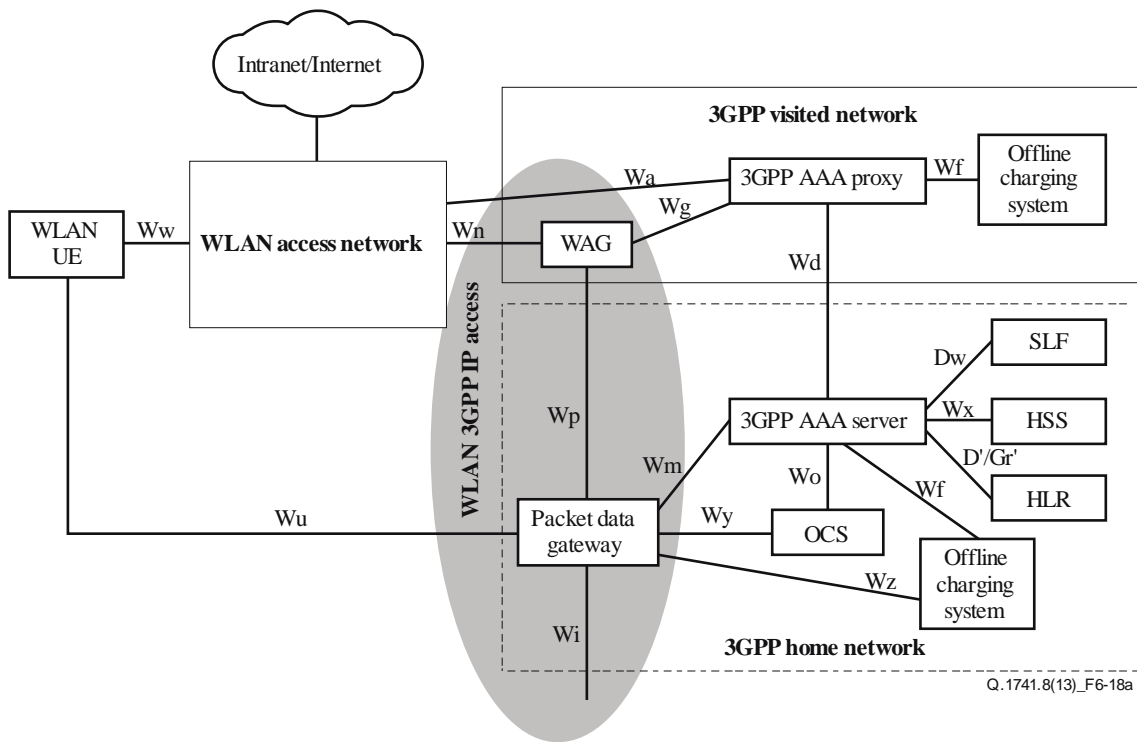 Intranet/Internet
3GPP visited network
Wa
3GPP AAA proxy
Wf
Offline
charging
system
WLAN
UE
Ww
WLAN access network
Wn
WAG
Wg
Wd
WLAN 3GPP IP access
SLF
Dw
Wp
3GPP AAA server
Wx
HSS
D'/Gr'
HLR
Wm
Wo
Wf
Wu
Packet data
gateway
Wy
OCS
Wz
Offline
charging
system
Wi
3GPP home network
Q.1741.8(13)_F6-18a